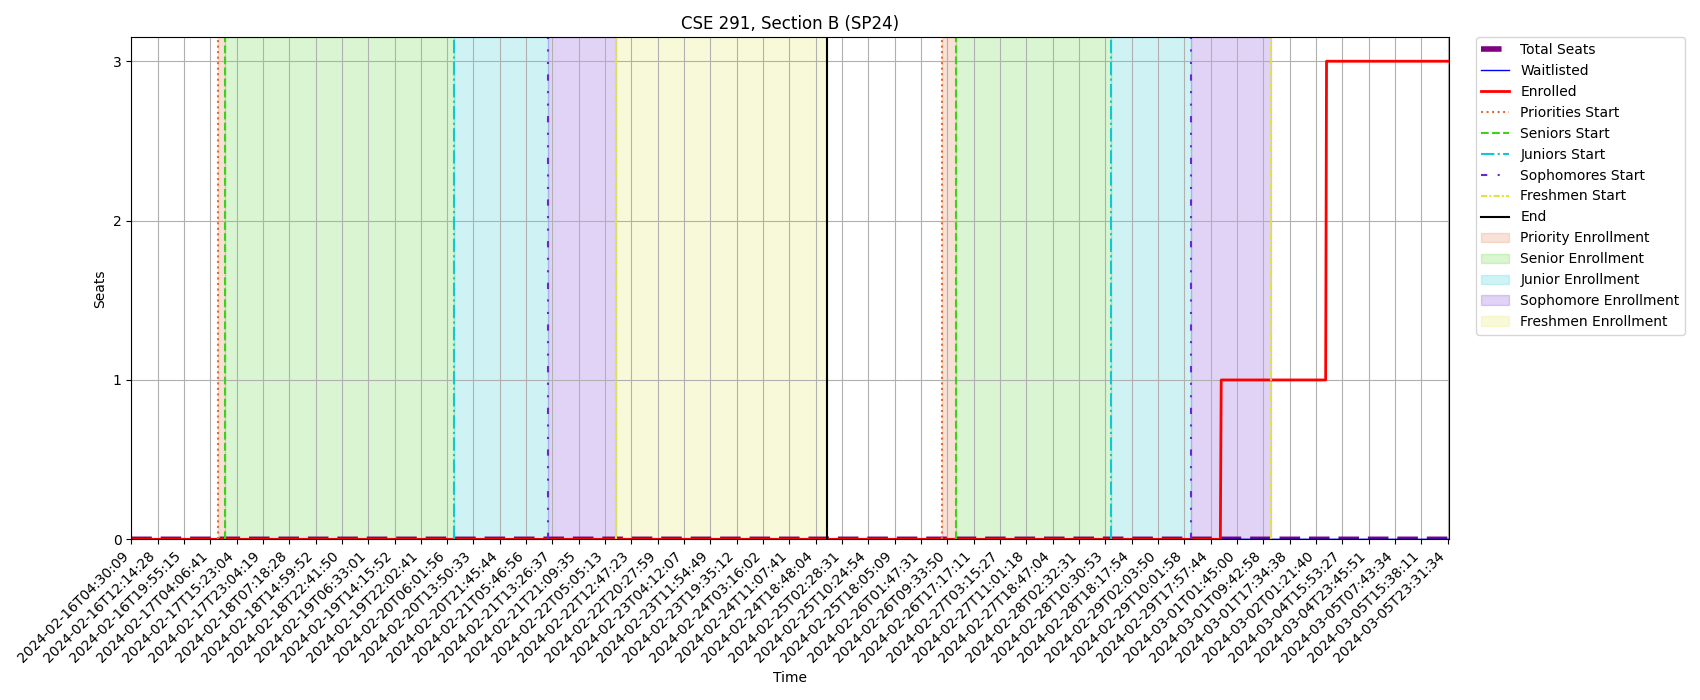 CSE 291, Section B (SP24)
Seats
3
2
1
0
2024-02-16T04:30:09
2024-02-16T12:14:28
2024-02-16T19:55:15
2024-02-17T04:06:41
2024-02-17T15:23:04
2024-02-17T23:04:19
2024-02-18T07:18:28
2024-02-18T14:59:52
2024-02-18T22:41:50
2024-02-19T06:33:01
2024-02-19T14:15:52
2024-02-19T22:02:41
2024-02-20T06:01:56
2024-02-20T13:50:33
2024-02-20T21:45:44
2024-02-21T05:46:56
2024-02-21T13:26:37
2024-02-21T21:09:35
2024-02-22T05:05:13
2024-02-22T12:47:23
2024-02-22T20:27:59
2024-02-23T04:12:07
2024-02-23T11:54:49
2024-02-23T19:35:12
2024-02-24T03:16:02
2024-02-24T11:07:41
2024-02-24T18:48:04
2024-02-25T02:28:31
2024-02-25T10:24:54
2024-02-25T18:05:09
2024-02-26T01:47:31
2024-02-26T09:33:50
2024-02-26T17:17:11
2024-02-27T03:15:27
2024-02-27T11:01:18
2024-02-27T18:47:04
2024-02-28T02:32:31
2024-02-28T10:30:53
2024-02-28T18:17:54
2024-02-29T02:03:50
2024-02-29T10:01:58
2024-02-29T17:57:44
2024-03-01T01:45:00
2024-03-01T09:42:58
2024-03-01T17:34:38
2024-03-02T01:21:40
2024-03-04T15:53:27
2024-03-04T23:45:51
2024-03-05T07:43:34
2024-03-05T15:38:11
2024-03-05T23:31:34
Time
Total Seats
Waitlisted
Enrolled
Priorities Start
Seniors Start
Juniors Start
Sophomores Start
Freshmen Start
End
Priority Enrollment
Senior Enrollment
Junior Enrollment
Sophomore Enrollment
Freshmen Enrollment